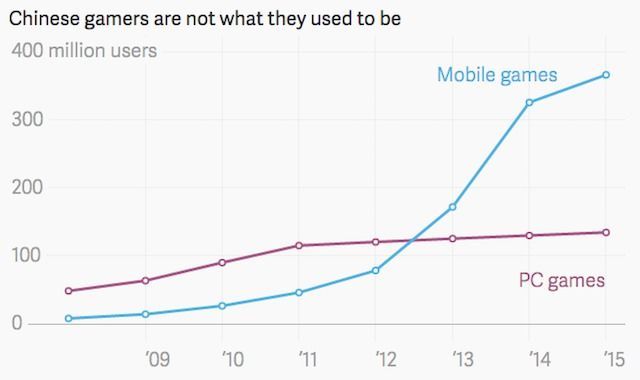 Chinese gamers are not what they used to be
400 million users
Mobile games
300
200
100
PC games
0
'09 '10 '11 '12 '13 '14 '15